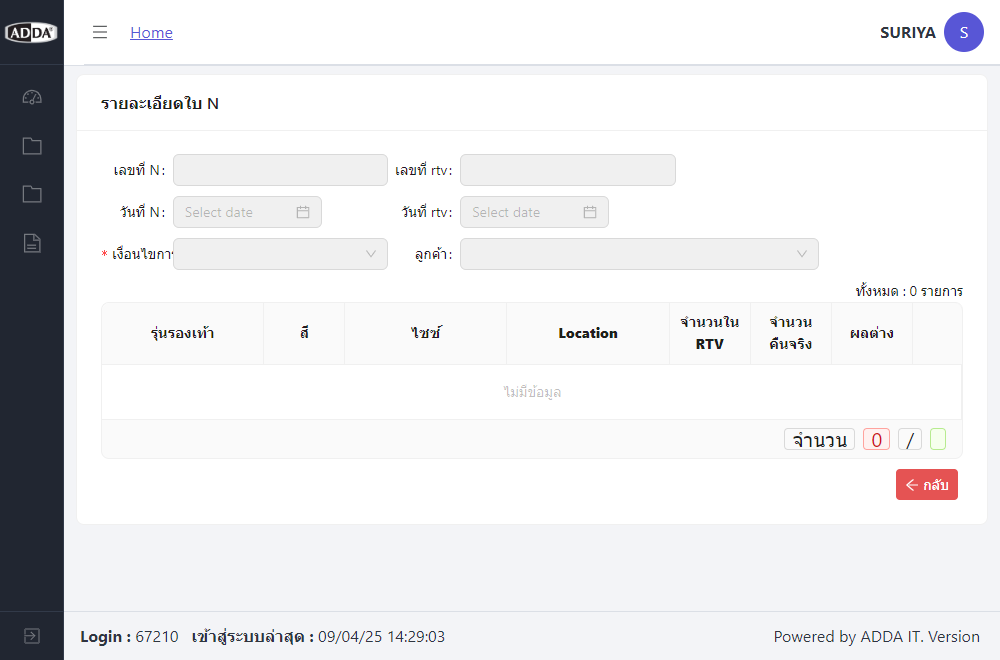 ADDA
Home
SURIYA
S
รายละเอียดใบ N
เลขที่ N:
เลขที่ rtv:
วันที่ N: Select date
วันที่ rtv: Select date
* เงื่อนไขการ
ลูกค้า:
ทั้งหมด : 0 รายการ
รุ่นรองเท้า สี ไซซ์ Location จำนวนใน RTV จำนวน คืนจริง ผลต่าง
ไม่มีข้อมูล
จำนวน 0 /
กลับ
Login : 67210 เข้าสู่ระบบล่าสุด : 09/04/25 14:29:03
Powered by ADDA IT. Version